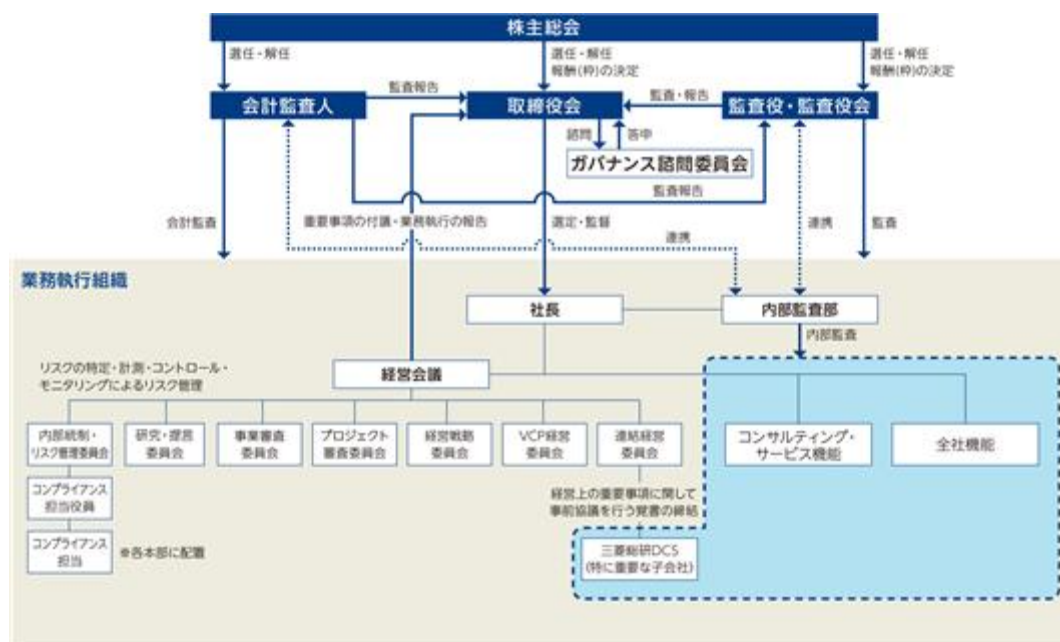 株主総会
選任・解任
選任・解任
報酬(枠)の決定
選任・解任
報酬(枠)の決定
会計監査人
監査報告
取締役会
監査・報告
監査役・監査役会
諮問
答申
ガバナンス諮問委員会
監査報告
会計監査
重要事項の付議・業務執行の報告
選定・監督
連携
連携
監査
業務執行組織
社長
内部監査部
内部監査
リスクの特定・計測・コントロール・
モニタリングによるリスク管理
経営会議
内部統制・
リスク管理委員会
研究・提言
委員会
事業審査
委員会
プロジェクト
審査委員会
経営戦略
委員会
VCP経営
委員会
連結経営
委員会
コンサルティング・
サービス機能
全社機能
コンプライアンス
担当役員
経営上の重要事項に関して
事前協議を行う覚書の締結
コンプライアンス
担当
※各本部に配置
三菱総研DCS
(特に重要な子会社)